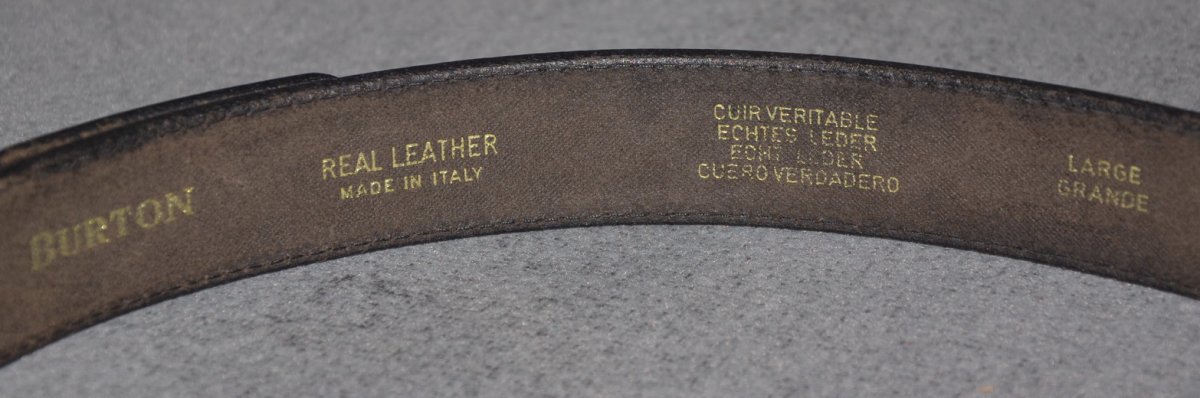 BURTON
REAL LEATHER
MADE IN ITALY
CUIR VERITABLE
ECHTES LEDER
ECHT LEDER
CUERO VERDADERO
LARGE
GRANDE